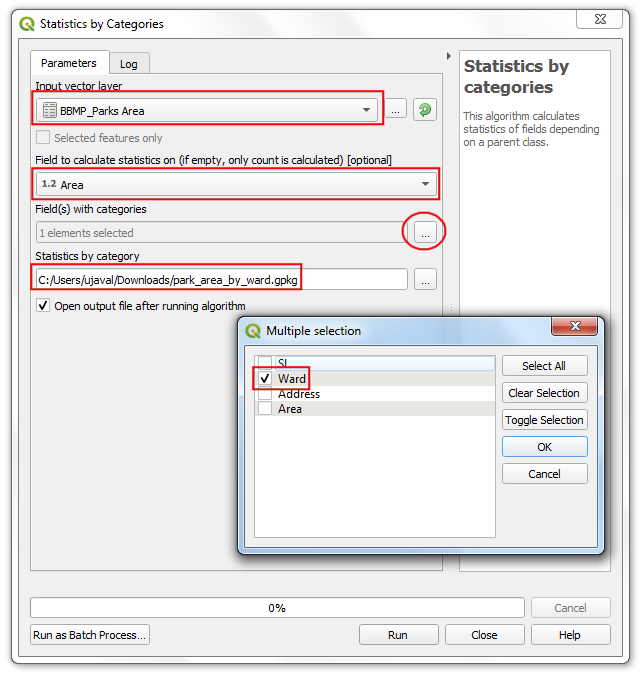 Statistics by Categories
Parameters
Log
Input vector layer
BBMP_Parks Area
...
Selected features only
Field to calculate statistics on (if empty, only count is calculated) [optional]
1.2 Area
Field(s) with categories
1 elements selected
...
Statistics by category
C:/Users/ujaval/Downloads/park_area_by_ward.gpkg
...
Open output file after running algorithm
Statistics by
categories
This algorithm calculates
statistics of fields depending
on a parent class.
Multiple selection
Ward
Address
Area
Select All
Clear Selection
Toggle Selection
OK
Cancel
0%
Cancel
Run as Batch Process...
Run
Close
Help